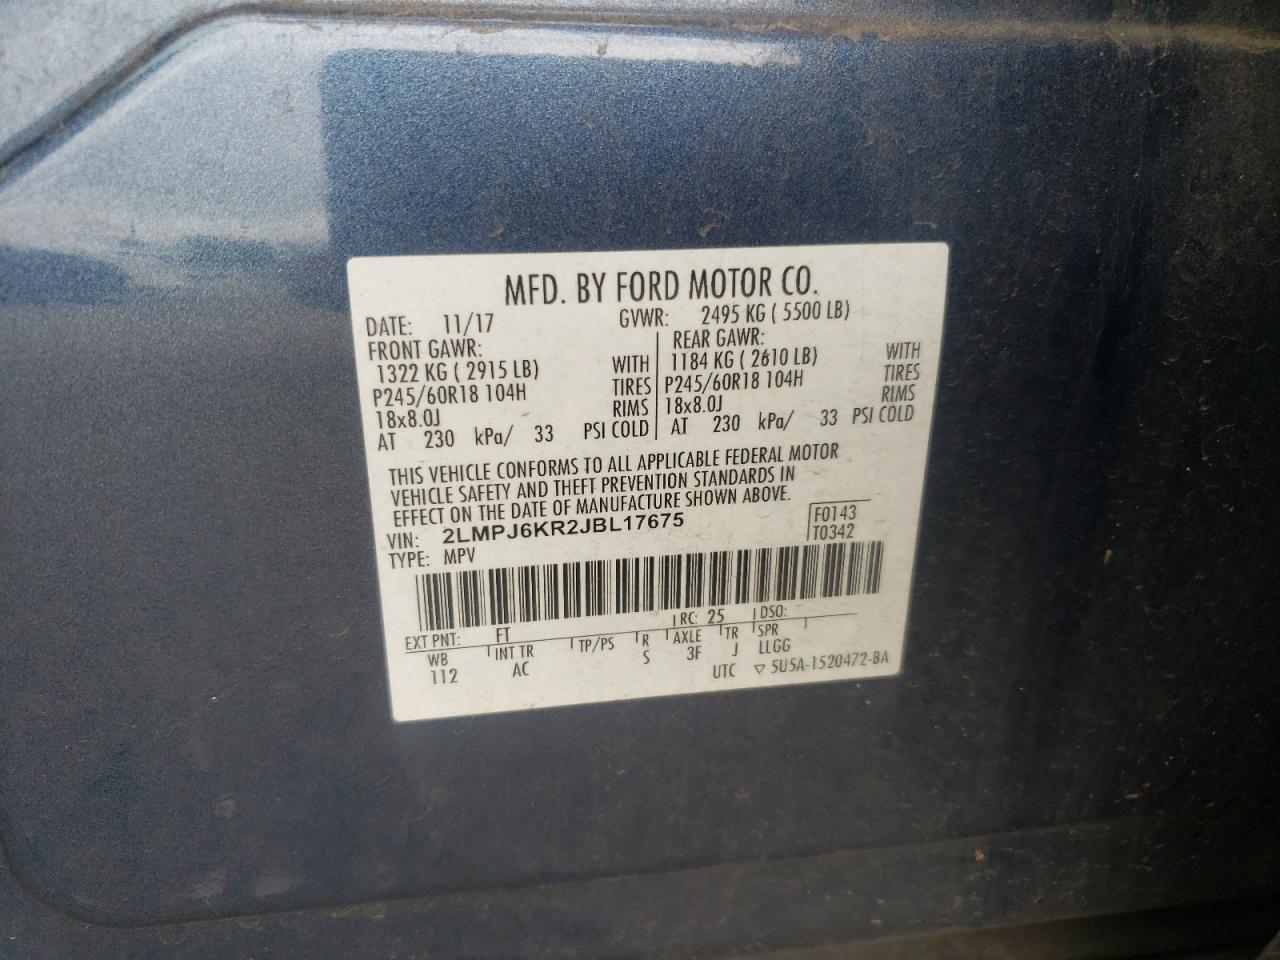 MFD. BY FORD MOTOR CO.
DATE: 11/17 GVWR: 2495 KG ( 5500 LB)
FRONT GAWR: REAR GAWR:
1322 KG ( 2915 LB) WITH 1184 KG ( 2610 LB) WITH
P245/60R18 104H TIRES P245/60R18 104H TIRES
18x8.0J RIMS 18x8.0J RIMS
AT 230 kPa/ 33 PSI COLD AT 230 kPa/ 33 PSI COLD
THIS VEHICLE CONFORMS TO ALL APPLICABLE FEDERAL MOTOR
VEHICLE SAFETY AND THEFT PREVENTION STANDARDS IN
EFFECT ON THE DATE OF MANUFACTURE SHOWN ABOVE.
VIN: 2LMPJ6KR2JBL17675 F0143
TYPE: MPV T0342
EXT PNT: FT RC: 25 DSO:
WB INT TR TP/PS R AXLE TR SPR
112 AC S 3F J LLGG
UTC ▽ 5U5A-1520472-BA